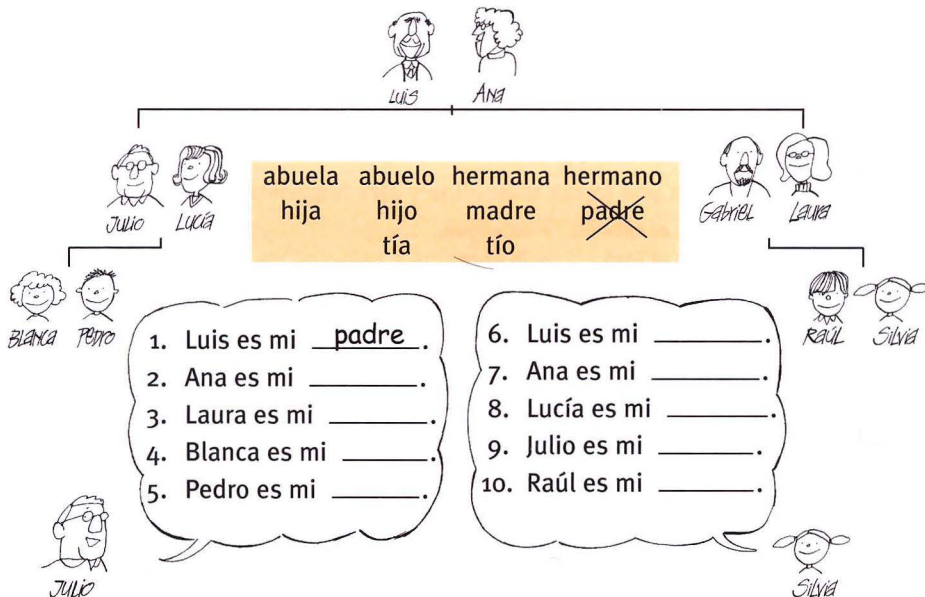 Luis Ana
abuela abuelo hermana hermano
hija hijo madre padre
tía tío
Julio Lucía
Gabriel Laura
Blanca Pedro
Raúl Silvia
1. Luis es mi padre.
2. Ana es mi ________.
3. Laura es mi ________.
4. Blanca es mi ________.
5. Pedro es mi ________.
6. Luis es mi ________.
7. Ana es mi ________.
8. Lucía es mi ________.
9. Julio es mi ________.
10. Raúl es mi ________.
Julio
Silvia